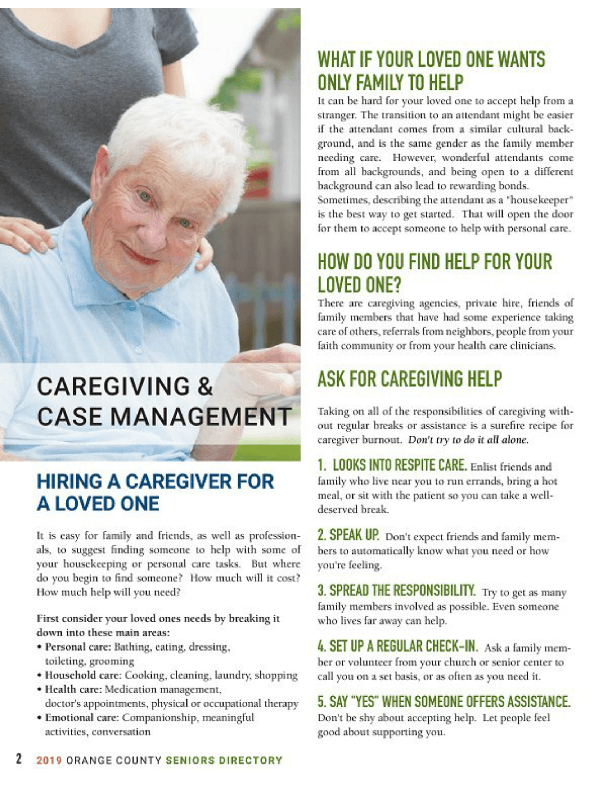 CAREGIVING &
CASE MANAGEMENT
HIRING A CAREGIVER FOR
A LOVED ONE
It is easy for family and friends, as well as profession-
als, to suggest finding someone to help with some of
your housekeeping or personal care tasks. But where
do you begin to find someone? How much will it cost?
How much help will you need?
First consider your loved ones needs by breaking it
down into these main areas:
• Personal care: Bathing, eating, dressing,
toileting, grooming
• Household care: Cooking, cleaning, laundry, shopping
• Health care: Medication management,
doctor's appointments, physical or occupational therapy
• Emotional care: Companionship, meaningful
activities, conversation
WHAT IF YOUR LOVED ONE WANTS
ONLY FAMILY TO HELP
It can be hard for your loved one to accept help from a
stranger. The transition to an attendant might be easier
if the attendant comes from a similar cultural back-
ground, and is the same gender as the family member
needing care. However, wonderful attendants come
from all backgrounds, and being open to a different
background can also lead to rewarding bonds.
Sometimes, describing the attendant as a "housekeeper"
is the best way to get started. That will open the door
for them to accept someone to help with personal care.
HOW DO YOU FIND HELP FOR YOUR
LOVED ONE?
There are caregiving agencies, private hire, friends of
family members that have had some experience taking
care of others, referrals from neighbors, people from your
faith community or from your health care clinicians.
ASK FOR CAREGIVING HELP
Taking on all of the responsibilities of caregiving with-
out regular breaks or assistance is a surefire recipe for
caregiver burnout. Don't try to do it all alone.
1. LOOKS INTO RESPITE CARE. Enlist friends and
family who live near you to run errands, bring a hot
meal, or sit with the patient so you can take a well-
deserved break.
2. SPEAK UP. Don't expect friends and family mem-
bers to automatically know what you need or how
you're feeling.
3. SPREAD THE RESPONSIBILITY. Try to get as many
family members involved as possible. Even someone
who lives far away can help.
4. SET UP A REGULAR CHECK-IN. Ask a family mem-
ber or volunteer from your church or senior center to
call you on a set basis, or as often as you need it.
5. SAY "YES" WHEN SOMEONE OFFERS ASSISTANCE.
Don't be shy about accepting help. Let people feel
good about supporting you.
2 2019 ORANGE COUNTY SENIORS DIRECTORY